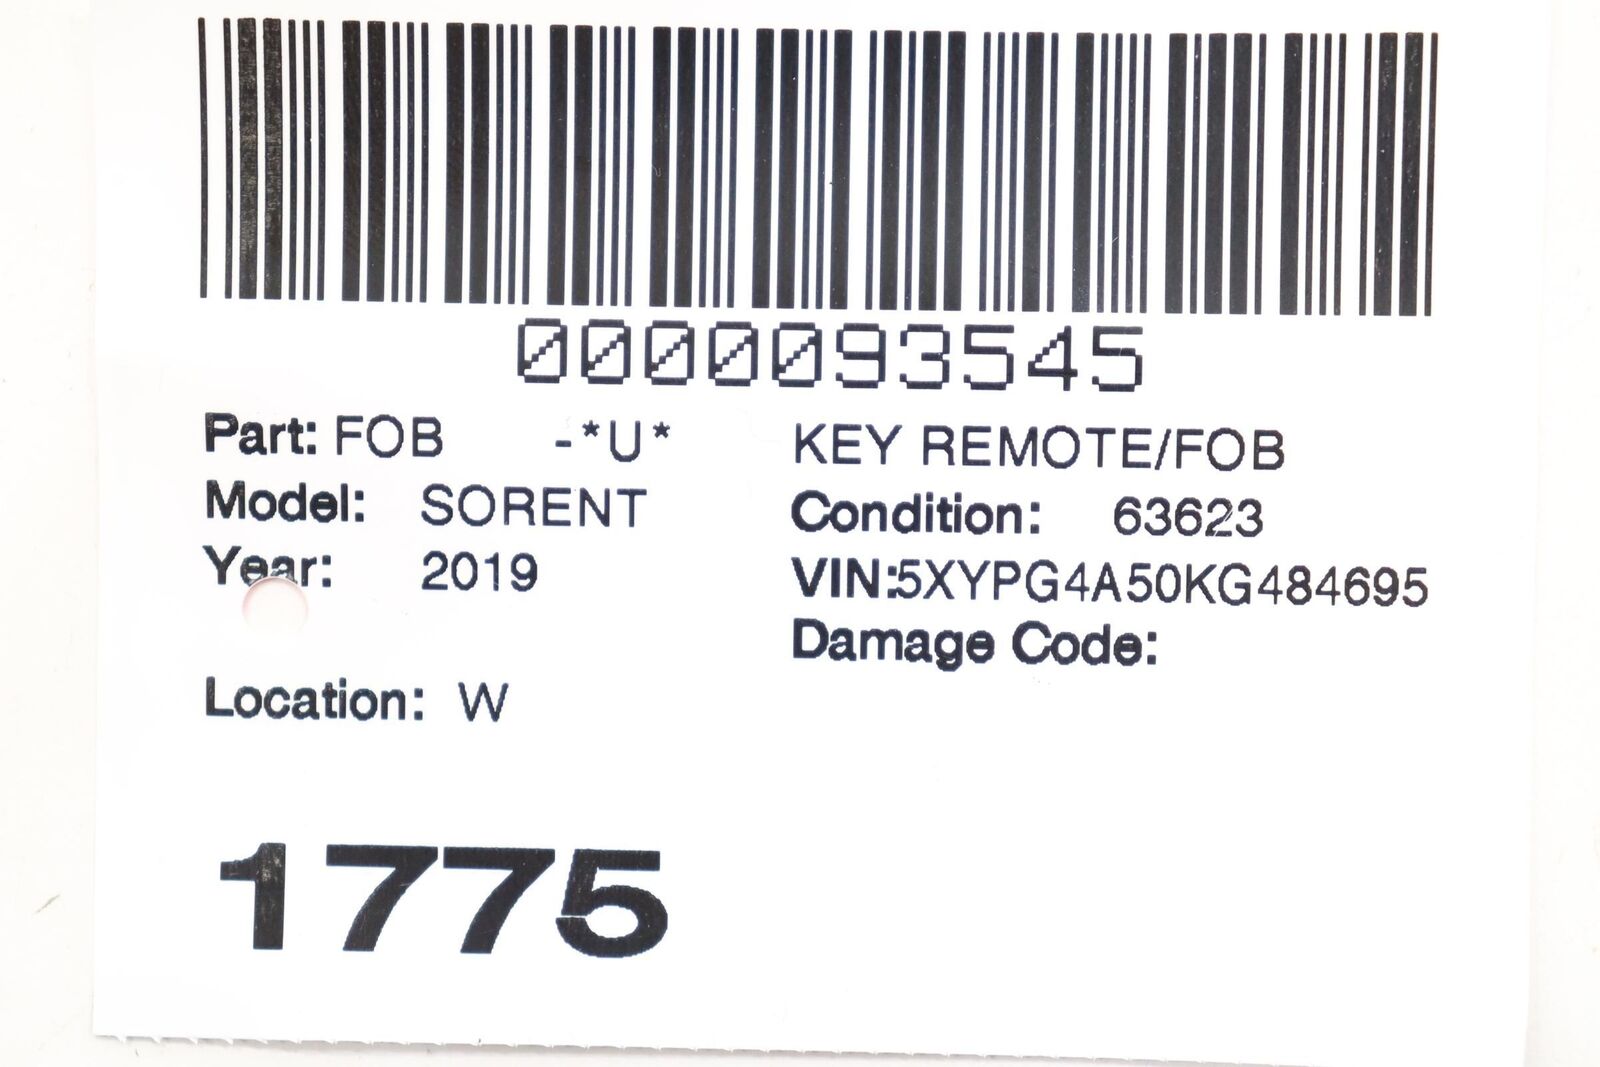 0000093545
Part: FOB -*U* KEY REMOTE/FOB
Model: SORENT Condition: 63623
Year: 2019 VIN:5XYPG4A50KG484695
Damage Code:
Location: W
1775